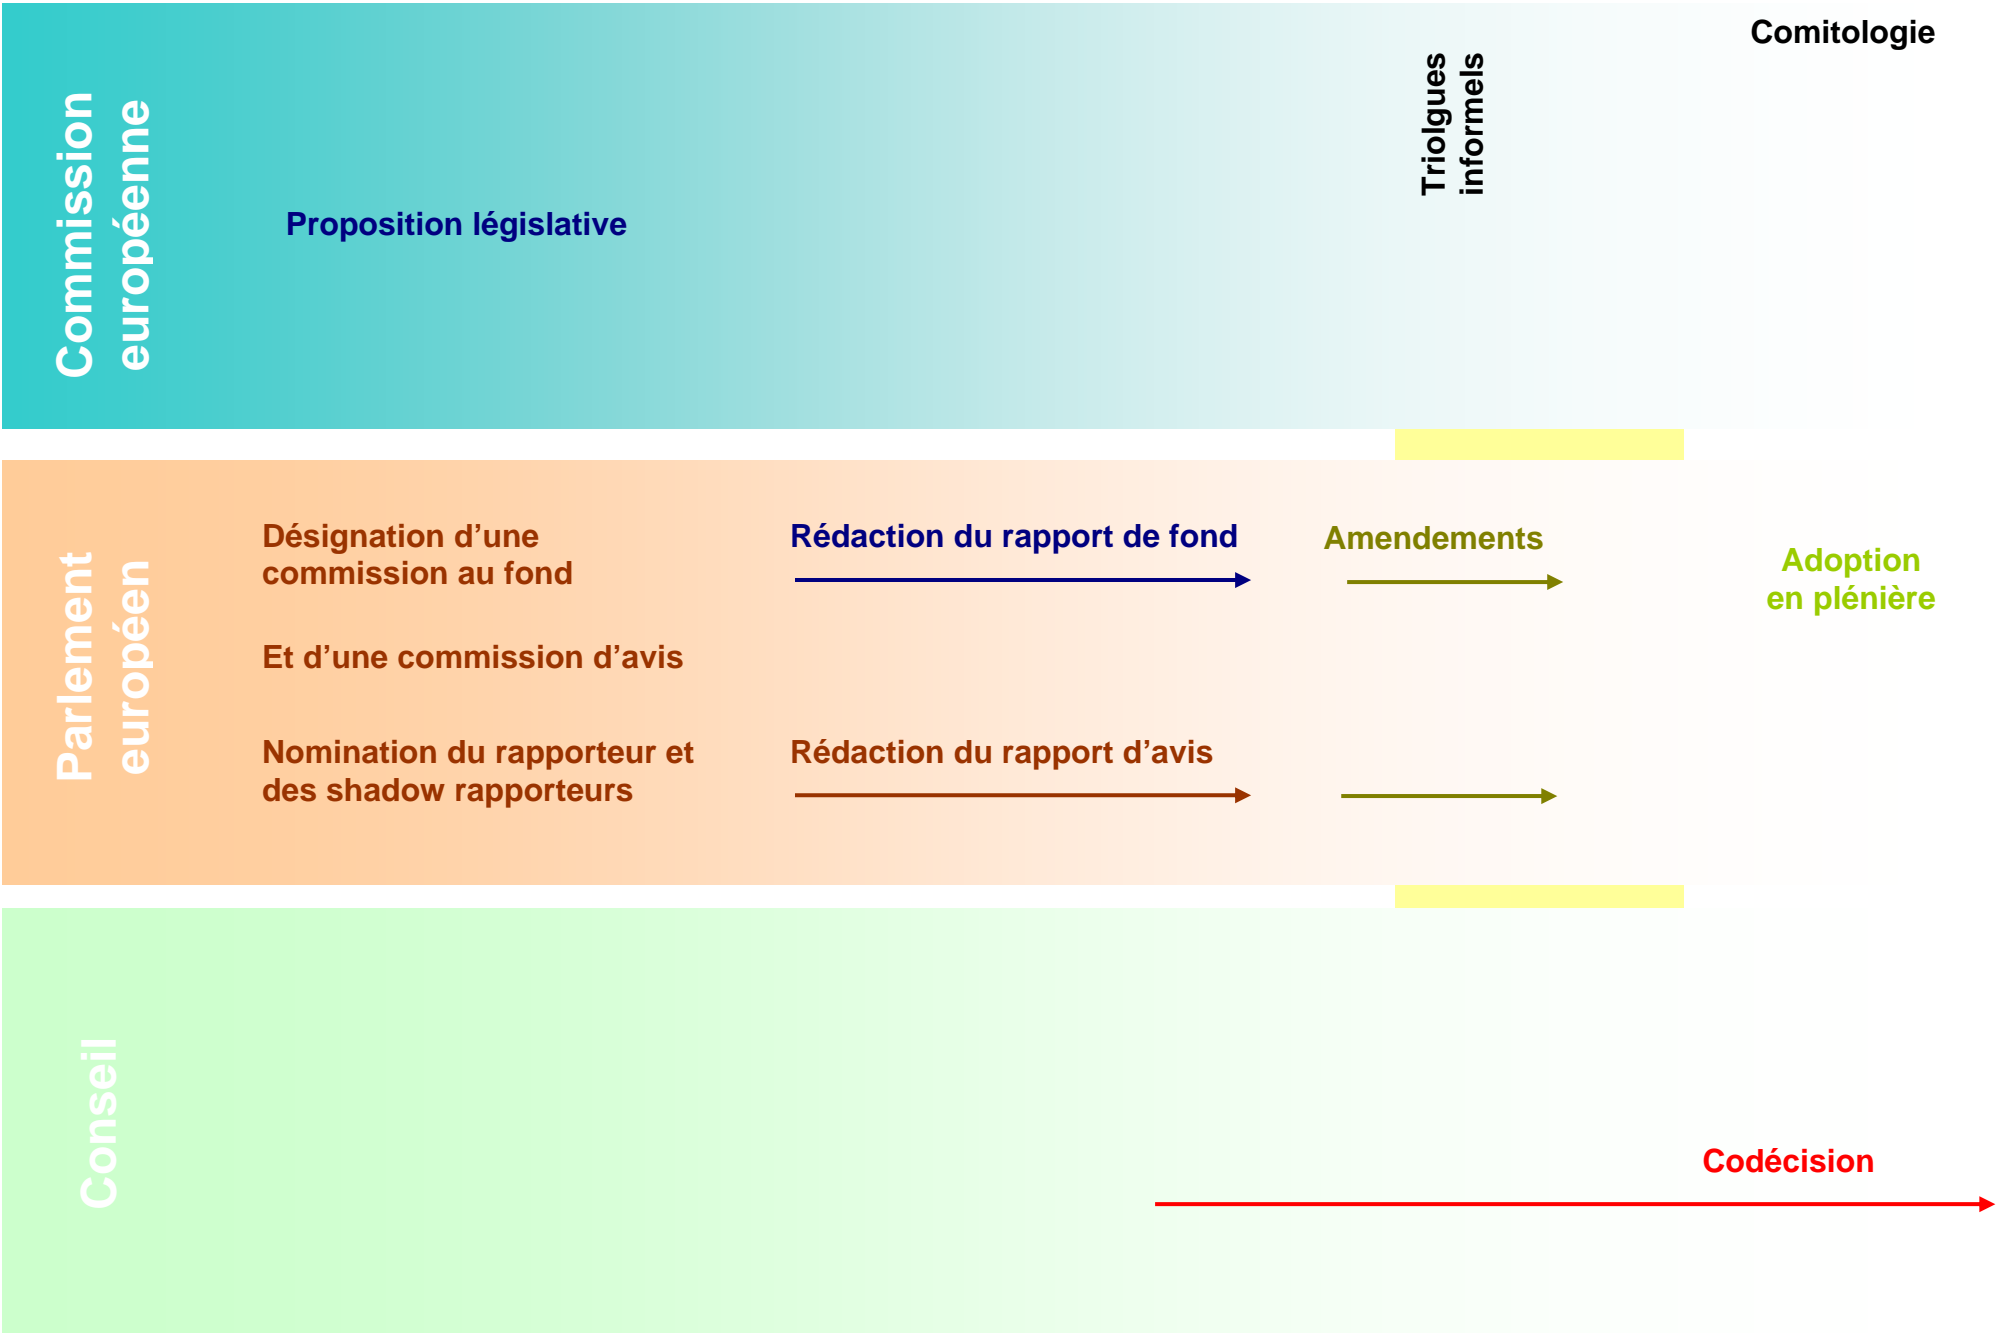 Commission
européenne
Proposition législative
Triolgues
informels
Comitologie
Parlement
européen
Désignation d’une
commission au fond
Et d’une commission d’avis
Nomination du rapporteur et
des shadow rapporteurs
Rédaction du rapport de fond
Rédaction du rapport d’avis
Amendements
Adoption
en plénière
Conseil
Codécision